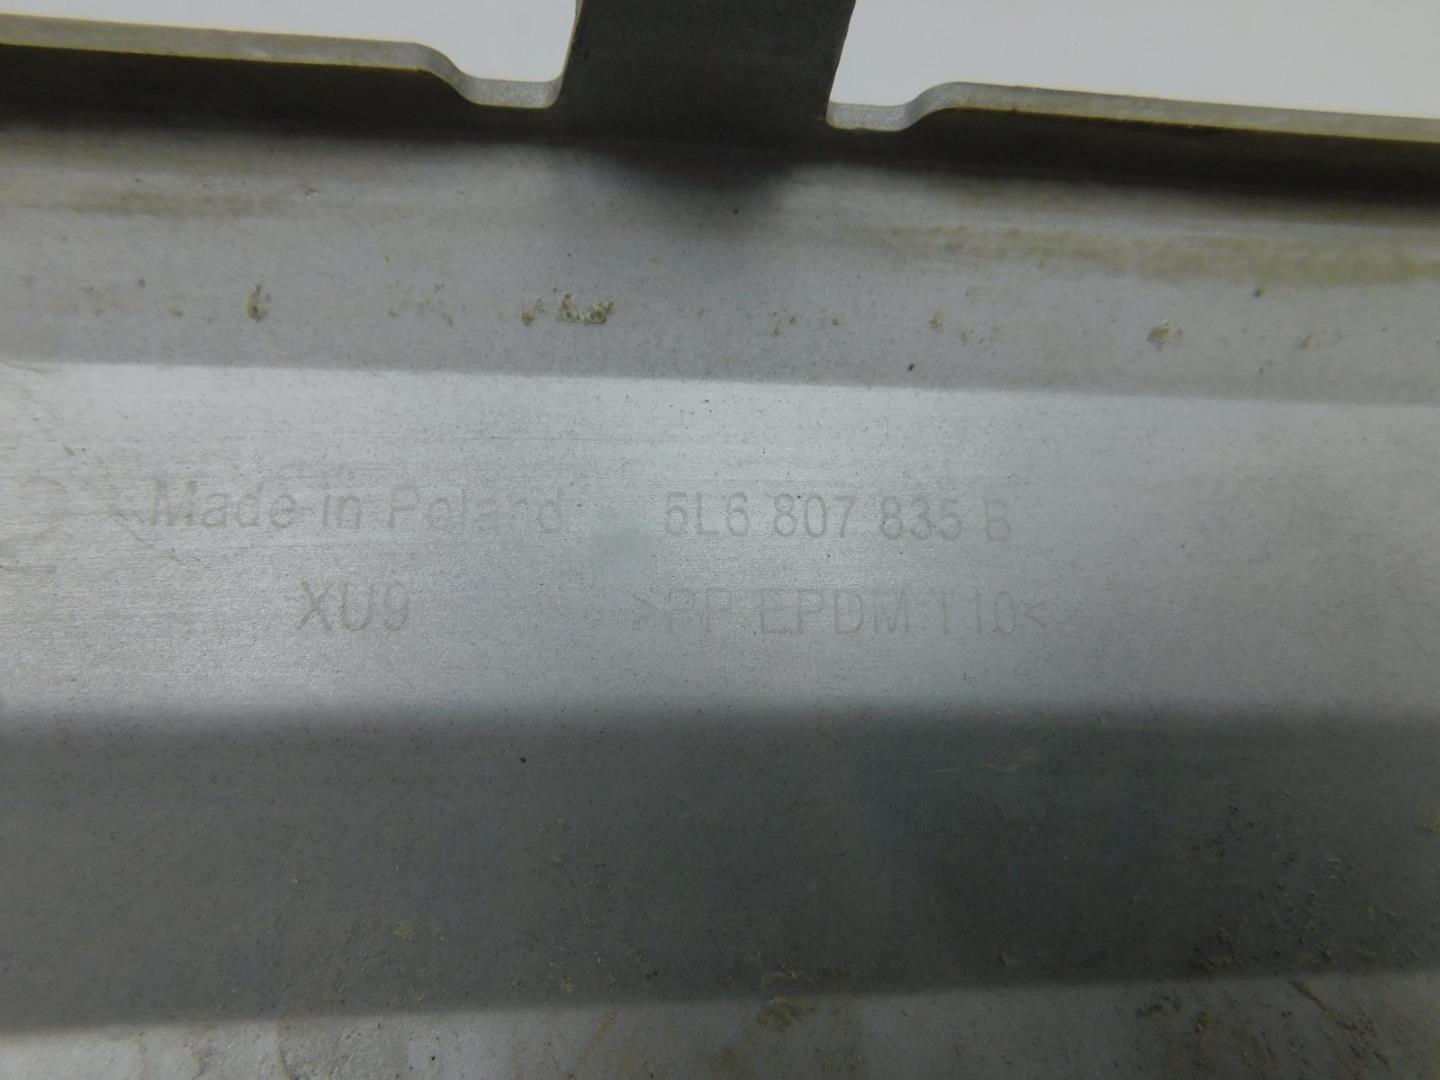 Made in Poland 5L6 807 835 B
XU9 >PP EPDM T10<